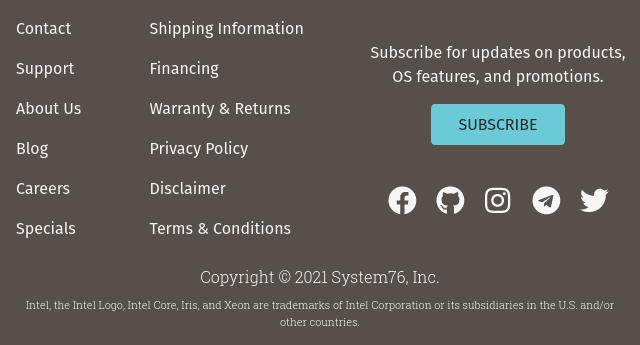 Contact
Support
About Us
Blog
Careers
Specials
Shipping Information
Financing
Warranty & Returns
Privacy Policy
Disclaimer
Terms & Conditions
Subscribe for updates on products,
OS features, and promotions.
SUBSCRIBE
Copyright © 2021 System76, Inc.
Intel, the Intel Logo, Intel Core, Iris, and Xeon are trademarks of Intel Corporation or its subsidiaries in the U.S. and/or
other countries.